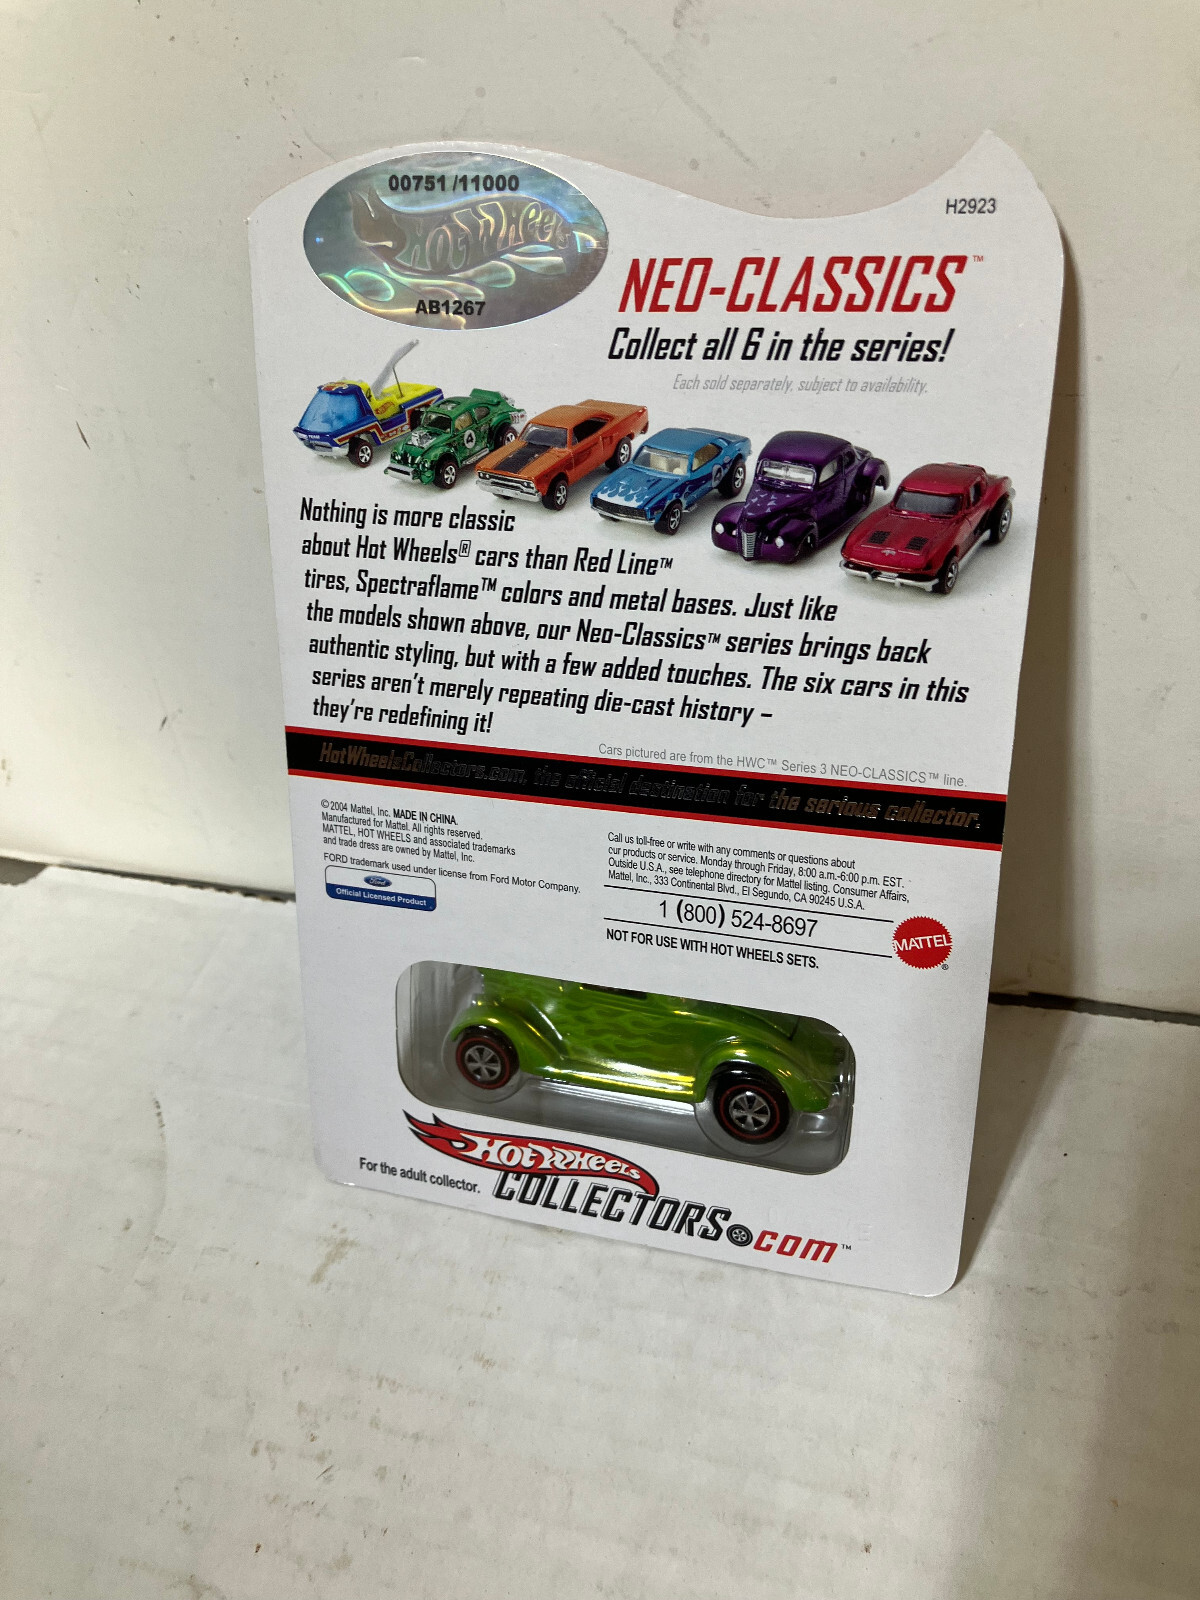 00751 /11000
Hot Wheels
AB1267
H2923
NEO-CLASSICS™
Collect all 6 in the series!
Each sold separately, subject to availability.
4
Nothing is more classic
about Hot Wheels® cars than Red Line™
tires, Spectraflame™ colors and metal bases. Just like
the models shown above, our Neo-Classics™ series brings back
authentic styling, but with a few added touches. The six cars in this
series aren't merely repeating die-cast history –
they're redefining it!
Cars pictured are from the HWC™ Series 3 NEO-CLASSICS™ line.
HotWheelsCollectors.com, the official destination for the serious collector.
©2004 Mattel, Inc. MADE IN CHINA.
Manufactured for Mattel. All rights reserved.
MATTEL, HOT WHEELS and associated trademarks
and trade dress are owned by Mattel, Inc.
FORD trademark used under license from Ford Motor Company.
Ford
Official Licensed Product
Call us toll-free or write with any comments or questions about
our products or service. Monday through Friday, 8:00 a.m.-6:00 p.m. EST.
Outside U.S.A., see telephone directory for Mattel listing. Consumer Affairs,
Mattel, Inc., 333 Continental Blvd., El Segundo, CA 90245 U.S.A.
1 (800) 524-8697
NOT FOR USE WITH HOT WHEELS SETS.
MATTEL®
For the adult collector.
Hot Wheels
COLLECTORS.com™